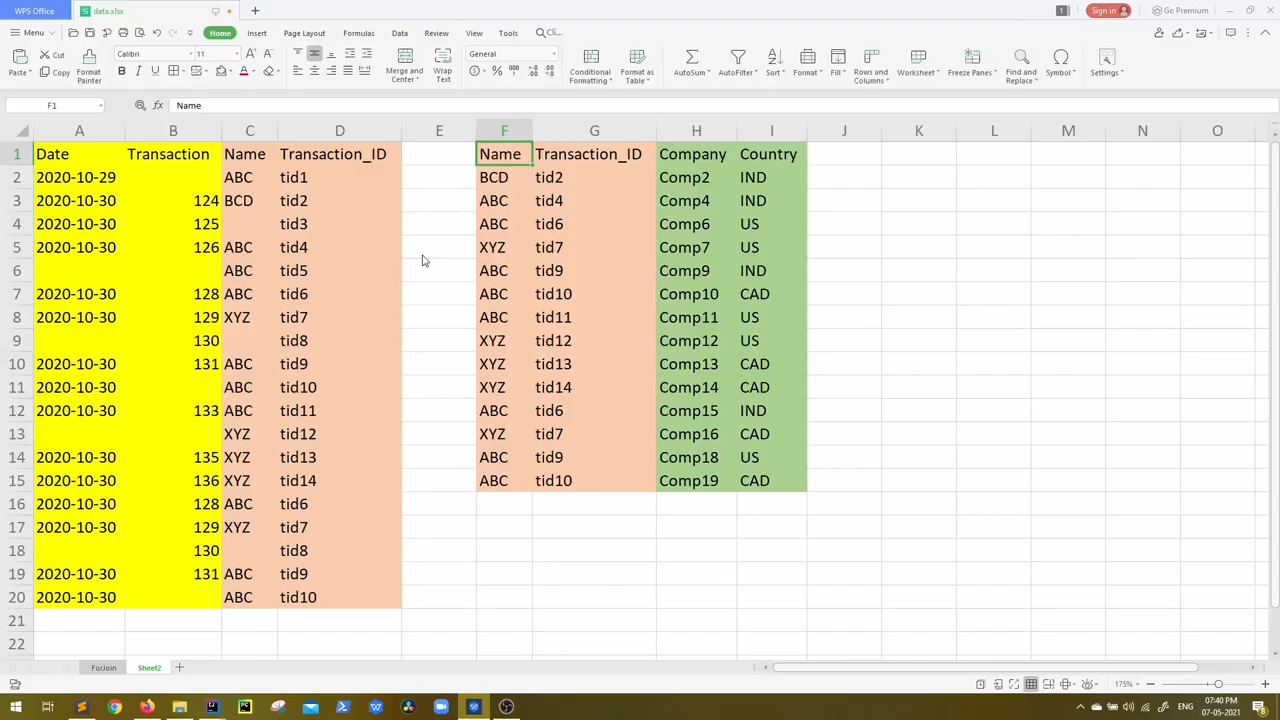 WPS Office data.xlsx + 1 Sign in Go Premium
Menu Home Insert Page Layout Formulas Data Review View Tools Cli...
Paste Cut Copy Format Painter Calibri 11 Merge and Center Wrap Text General Conditional Formatting Format as Table AutoSum AutoFilter Sort Format Fill Rows and Columns Worksheet Freeze Panes Find and Replace Symbol Settings
F1 fx Name
A B C D E F G H I J K L M N O
1 Date Transaction Name Transaction_ID Name Transaction_ID Company Country
2 2020-10-29 ABC tid1 BCD tid2 Comp2 IND
3 2020-10-30 124 BCD tid2 ABC tid4 Comp4 IND
4 2020-10-30 125 tid3 ABC tid6 Comp6 US
5 2020-10-30 126 ABC tid4 XYZ tid7 Comp7 US
6 ABC tid5 ABC tid9 Comp9 IND
7 2020-10-30 128 ABC tid6 ABC tid10 Comp10 CAD
8 2020-10-30 129 XYZ tid7 ABC tid11 Comp11 US
9 130 tid8 XYZ tid12 Comp12 US
10 2020-10-30 131 ABC tid9 XYZ tid13 Comp13 CAD
11 2020-10-30 ABC tid10 XYZ tid14 Comp14 CAD
12 2020-10-30 133 ABC tid11 ABC tid6 Comp15 IND
13 XYZ tid12 XYZ tid7 Comp16 CAD
14 2020-10-30 135 XYZ tid13 ABC tid9 Comp18 US
15 2020-10-30 136 XYZ tid14 ABC tid10 Comp19 CAD
16 2020-10-30 128 ABC tid6
17 2020-10-30 129 XYZ tid7
18 130 tid8
19 2020-10-30 131 ABC tid9
20 2020-10-30 ABC tid10
21
22
ForJoin Sheet2 +
175%
07:40 PM
07-05-2021